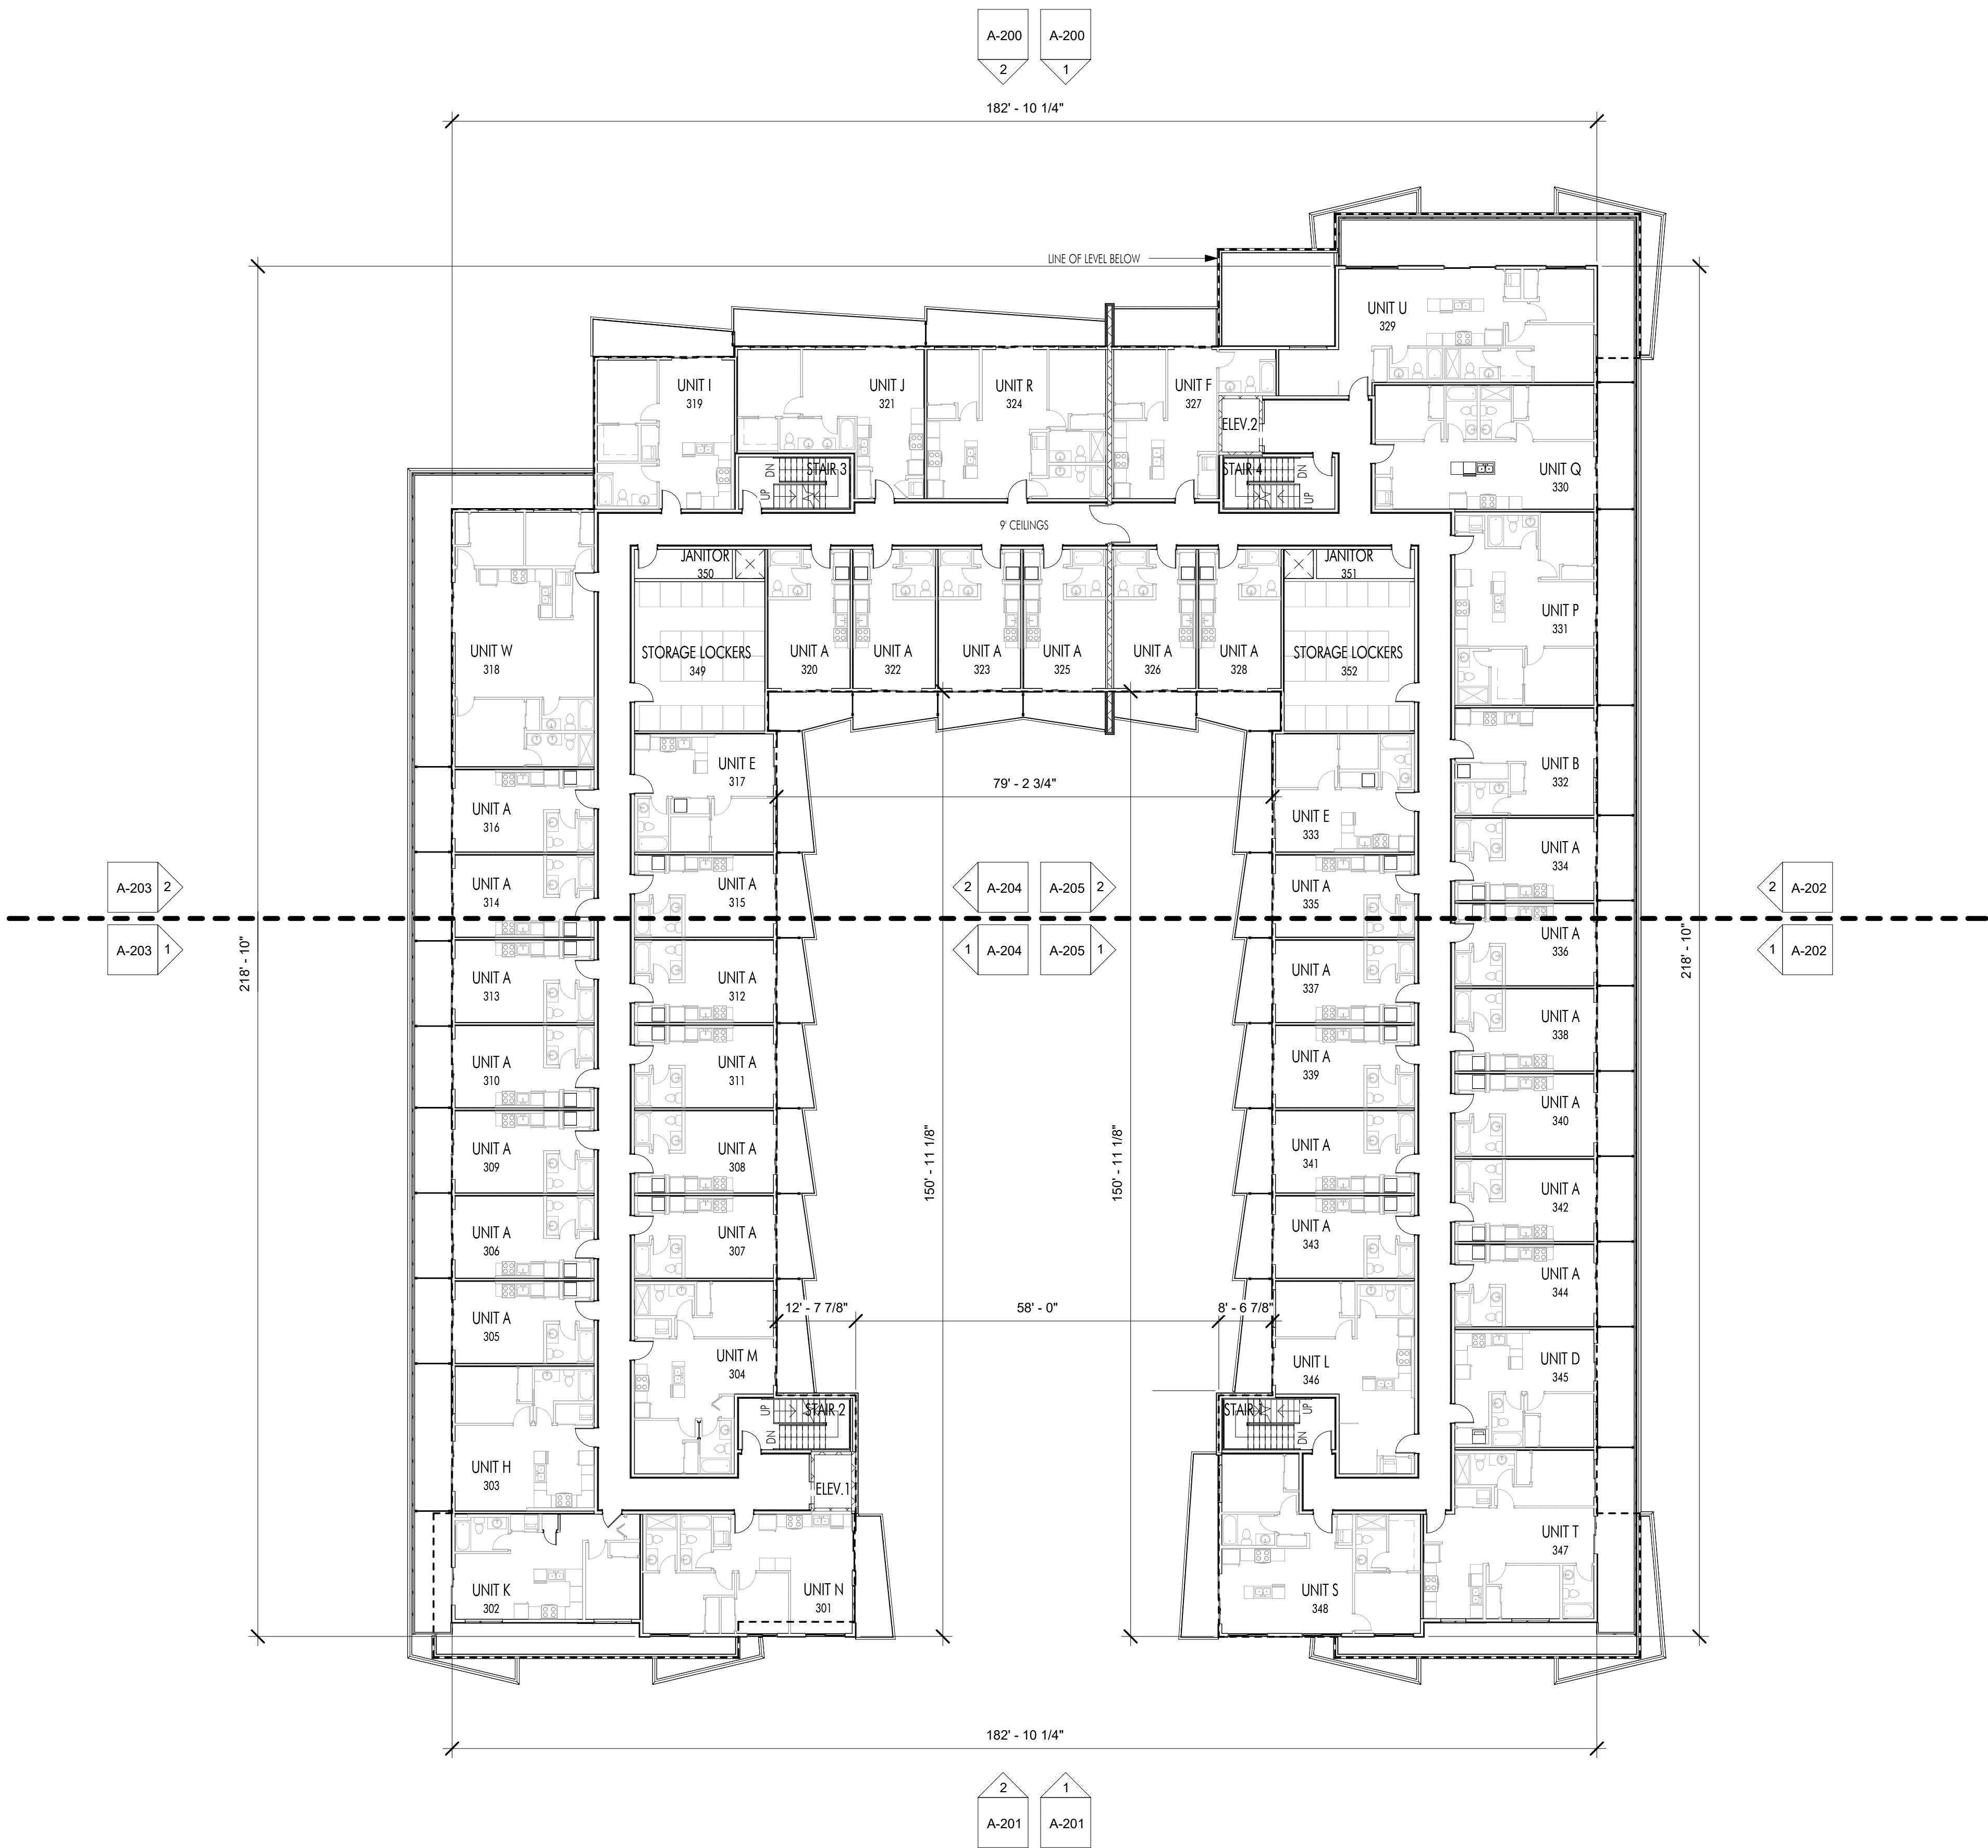 A-200
A-200
2
1
182' - 10 1/4"
LINE OF LEVEL BELOW
UNIT U
329
UNIT I
319
UNIT J
321
UNIT R
324
UNIT F
327
ELEV.2
DN
STAIR 3
UP
STAIR 4
DN
UP
UNIT Q
330
9' CEILINGS
JANITOR
350
JANITOR
351
UNIT P
331
UNIT W
318
STORAGE LOCKERS
349
UNIT A
320
UNIT A
322
UNIT A
323
UNIT A
325
UNIT A
326
UNIT A
328
STORAGE LOCKERS
352
UNIT E
317
UNIT B
332
79' - 2 3/4"
UNIT A
316
UNIT E
333
UNIT A
334
A-203
2
UNIT A
314
UNIT A
315
2
A-204
A-205
2
UNIT A
335
2
A-202
A-203
1
1
A-204
A-205
1
UNIT A
336
1
A-202
218' - 10"
218' - 10"
UNIT A
313
UNIT A
312
UNIT A
337
UNIT A
338
UNIT A
310
UNIT A
311
UNIT A
339
UNIT A
340
UNIT A
309
UNIT A
308
150' - 11 1/8"
150' - 11 1/8"
UNIT A
341
UNIT A
342
UNIT A
306
UNIT A
307
UNIT A
343
UNIT A
344
12' - 7 7/8"
58' - 0"
8' - 6 7/8"
UNIT A
305
UNIT M
304
UNIT L
346
UNIT D
345
UP
STAIR 2
DN
STAIR 1
UP
DN
UNIT H
303
ELEV.1
UNIT K
302
UNIT N
301
UNIT S
348
UNIT T
347
182' - 10 1/4"
2
1
A-201
A-201